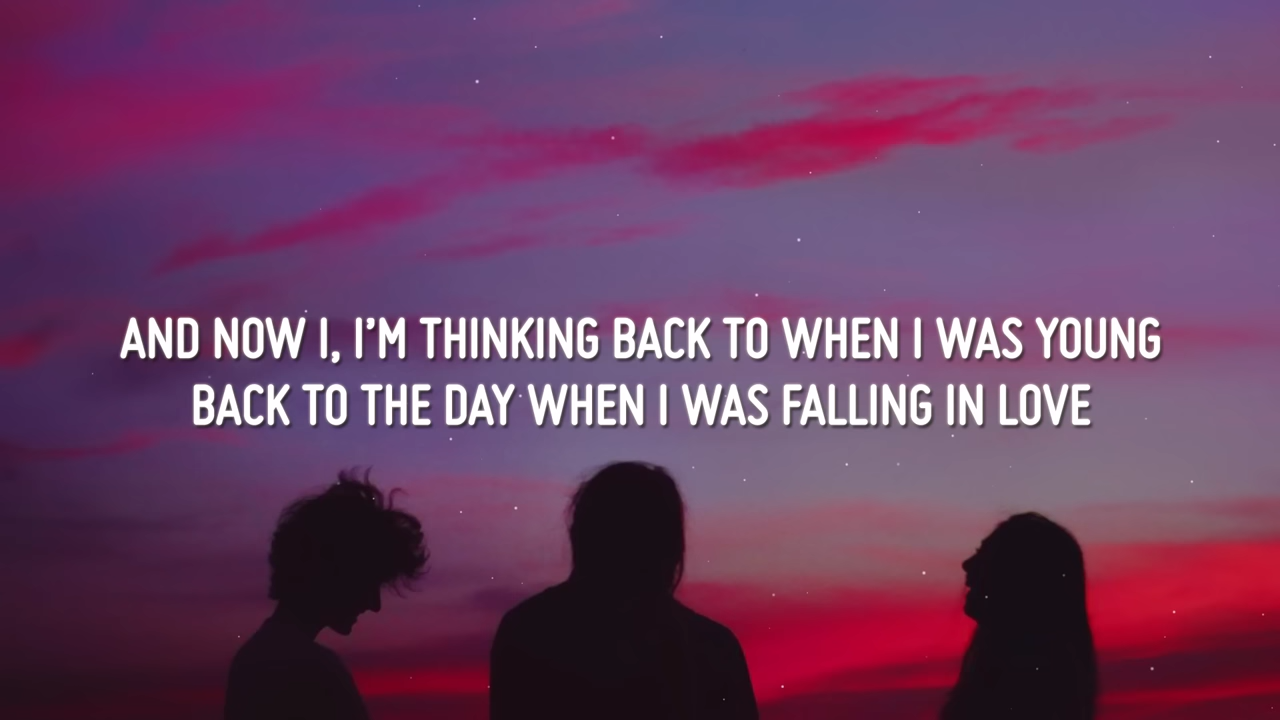 AND NOW I, I’M THINKING BACK TO WHEN I WAS YOUNG
BACK TO THE DAY WHEN I WAS FALLING IN LOVE